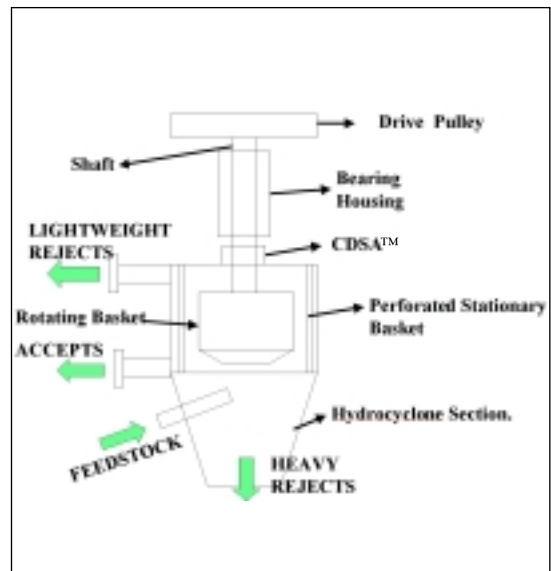 Drive Pulley
Shaft
Bearing
Housing
LIGHTWEIGHT
REJECTS
CDSA™
Rotating Basket
Perforated Stationary
Basket
ACCEPTS
Hydrocyclone Section.
FEEDSTOCK
HEAVY
REJECTS